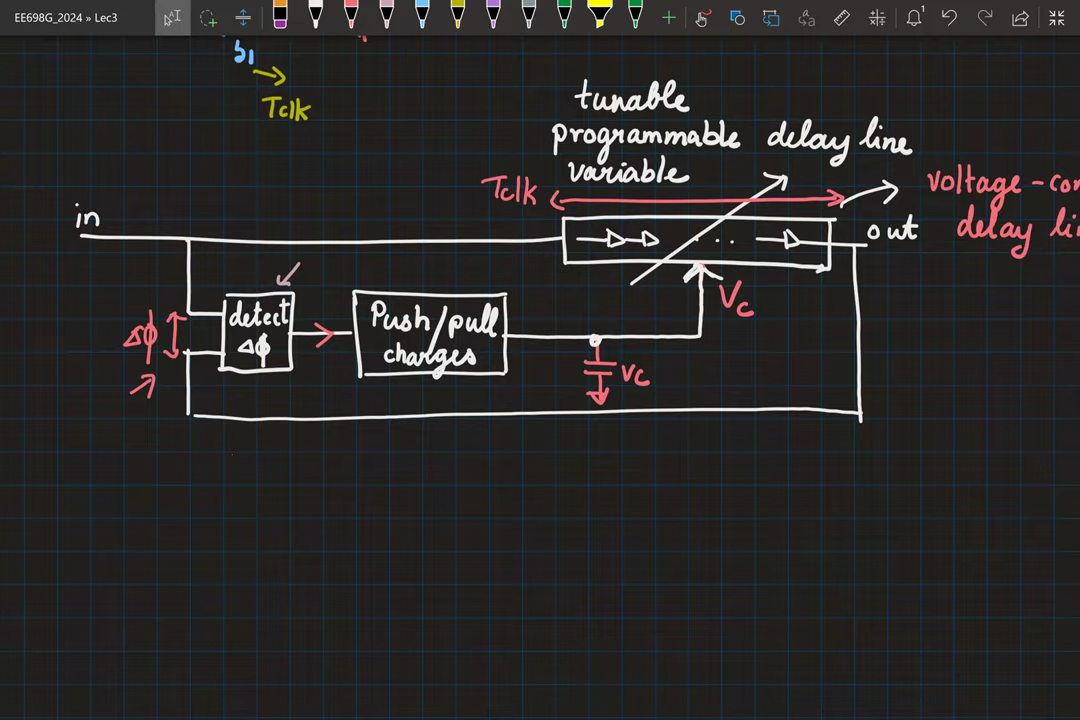 EE698G_2024 » Lec3
b1
Tclk
tunable
programmable delay line
variable
Tclk
voltage-con
delay li
in
out
Vc
detect
Δϕ
Δϕ
Push/pull
charges
Vc